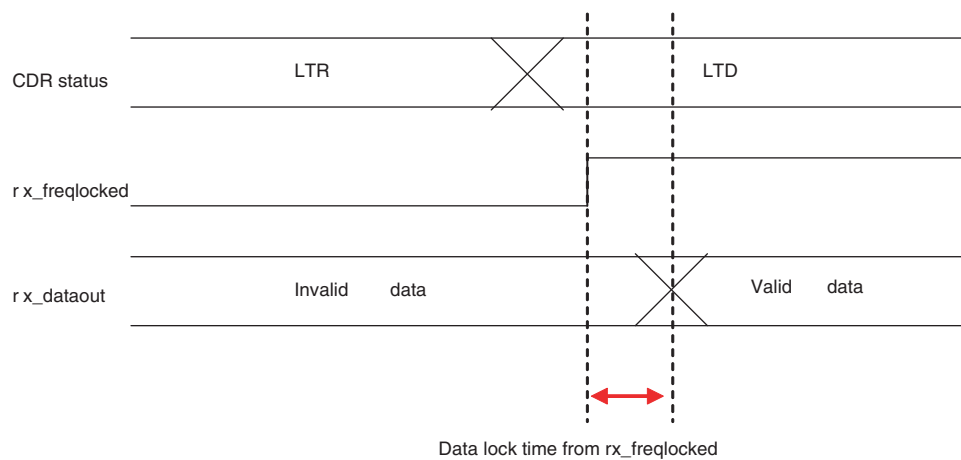 CDR status
LTR
LTD
r x_freqlocked
r x_dataout
Invalid data
Valid data
Data lock time from rx_freqlocked